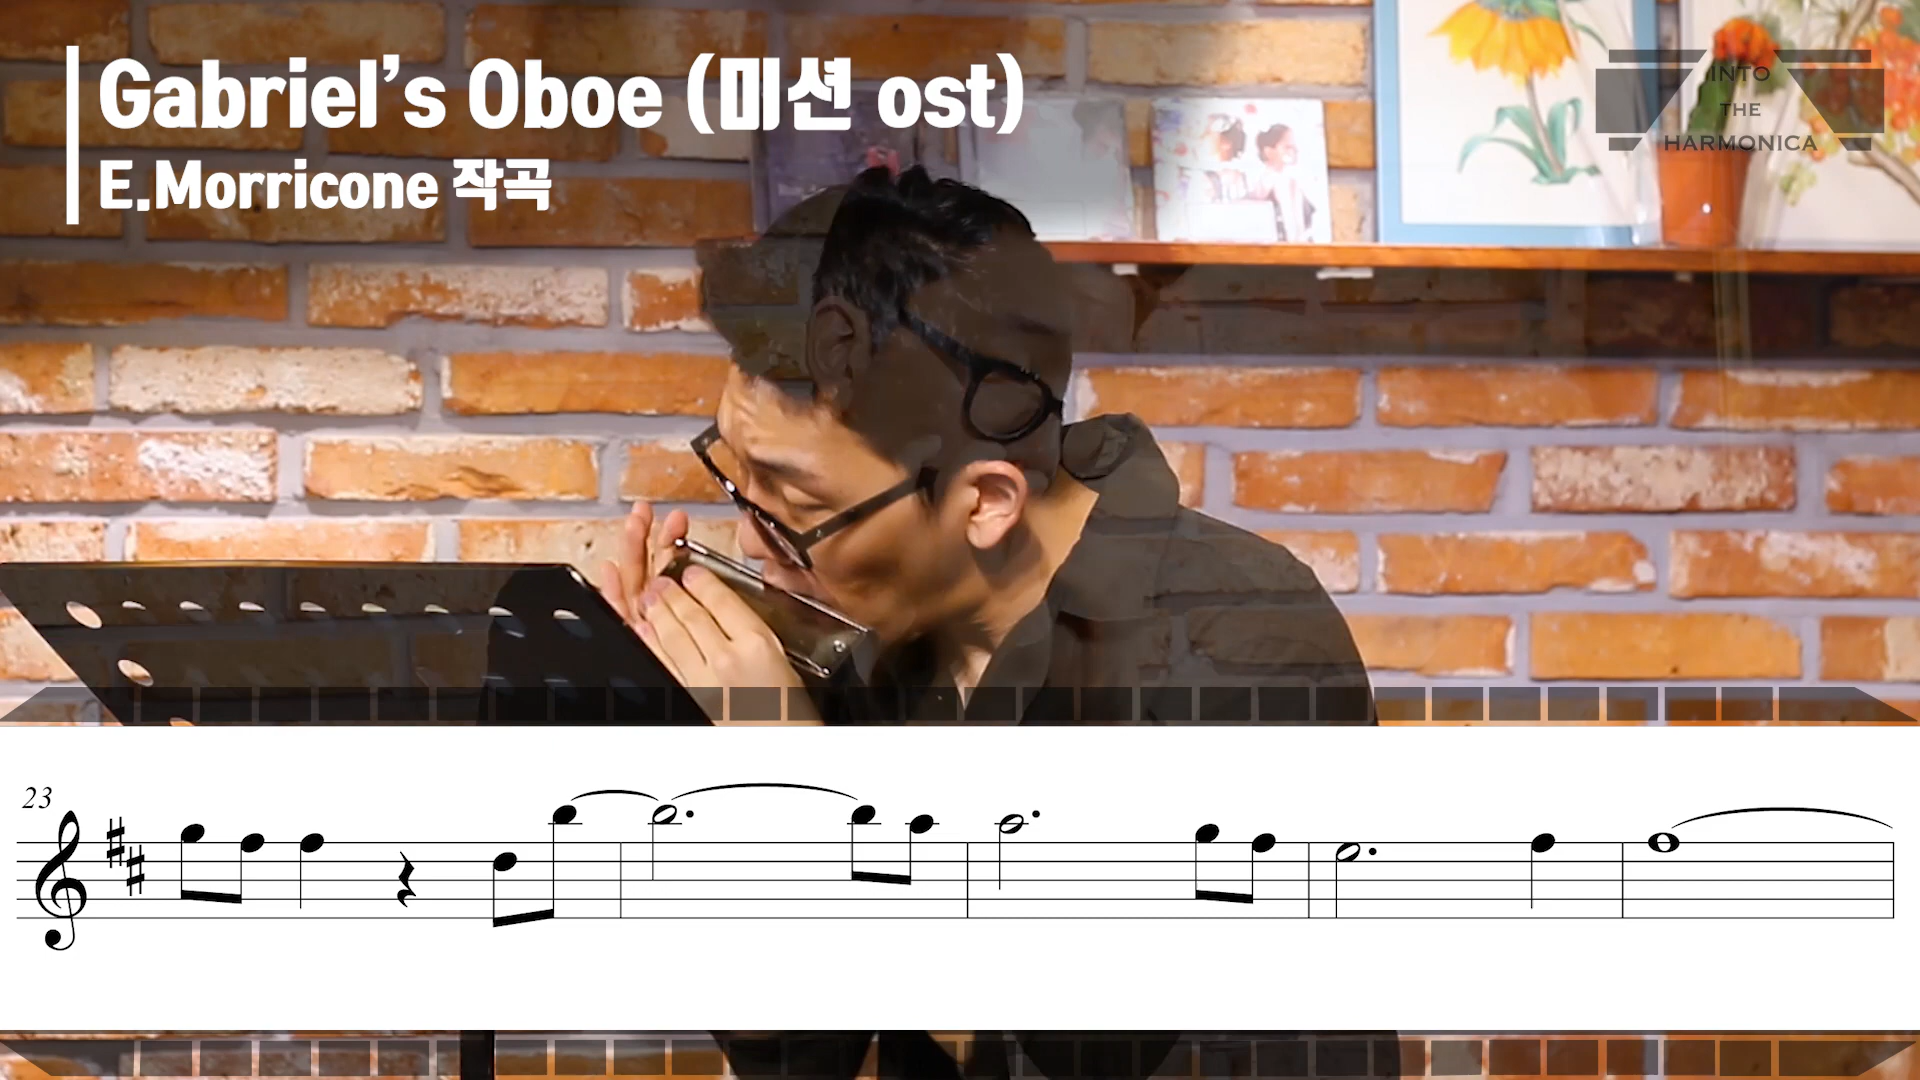 Gabriel’s Oboe (미션 ost)
E.Morricone 작곡
INTO
THE
HARMONICA
23